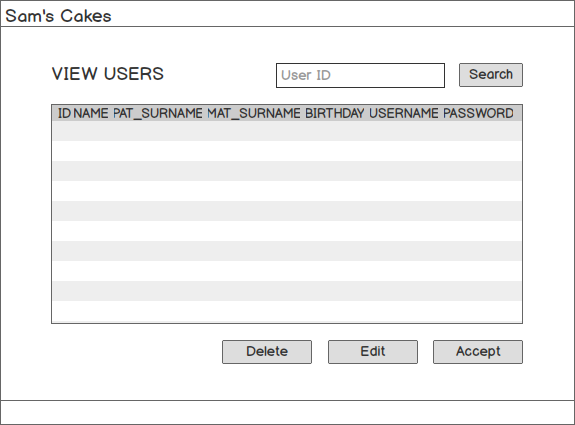 Sam's Cakes
VIEW USERS
User ID
Search
ID NAME PAT_SURNAME MAT_SURNAME BIRTHDAY USERNAME PASSWORD
Delete
Edit
Accept